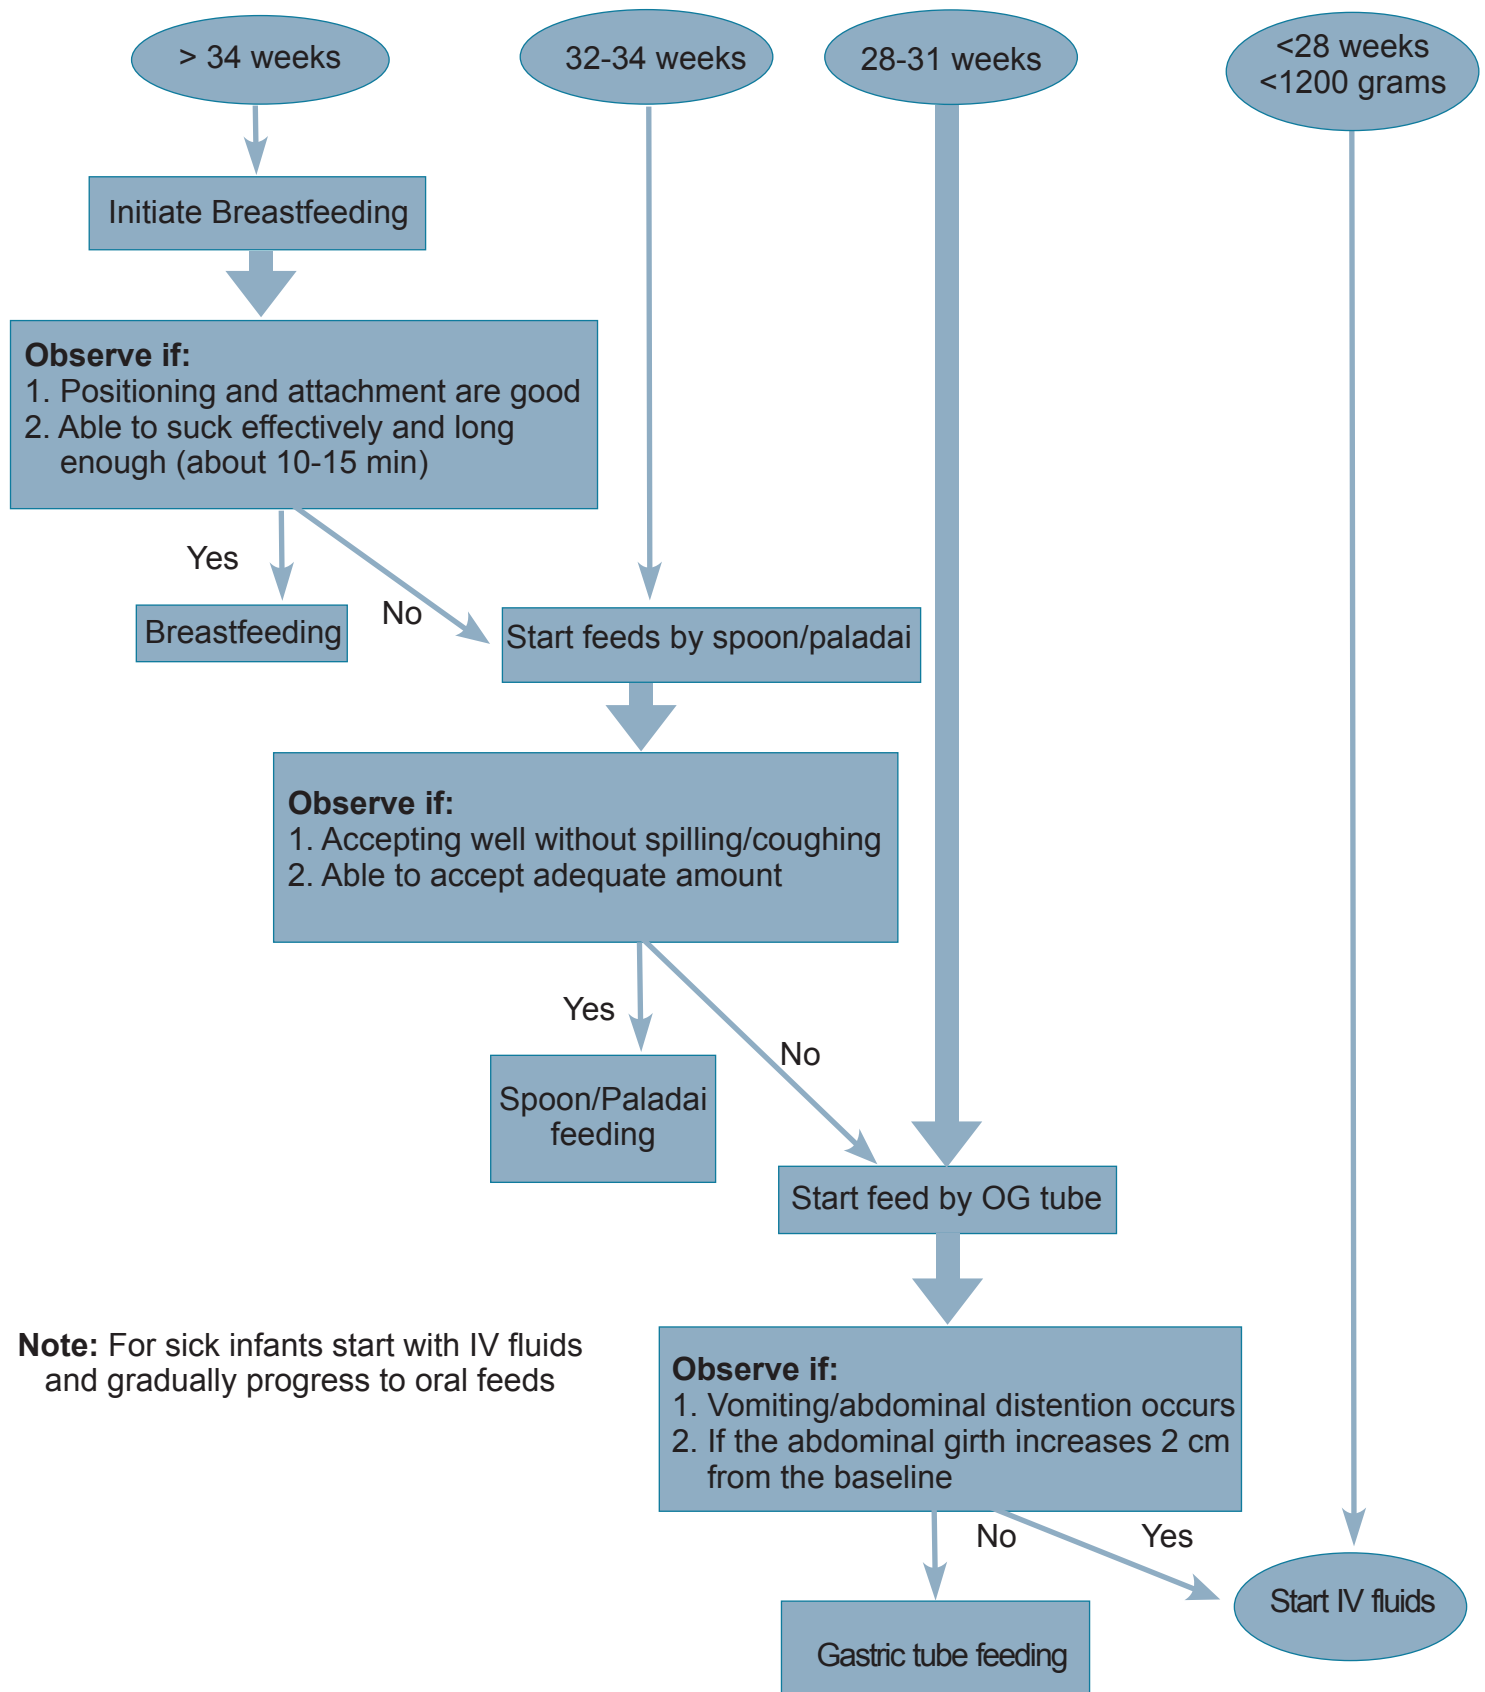 > 34 weeks
32-34 weeks
28-31 weeks
<28 weeks
<1200 grams
Initiate Breastfeeding
Observe if:
1. Positioning and attachment are good
2. Able to suck effectively and long
enough (about 10-15 min)
Yes
No
Breastfeeding
Start feeds by spoon/paladai
Observe if:
1. Accepting well without spilling/coughing
2. Able to accept adequate amount
Yes
No
Spoon/Paladai
feeding
Start feed by OG tube
Note: For sick infants start with IV fluids
and gradually progress to oral feeds
Observe if:
1. Vomiting/abdominal distention occurs
2. If the abdominal girth increases 2 cm
from the baseline
No
Yes
Start IV fluids
Gastric tube feeding